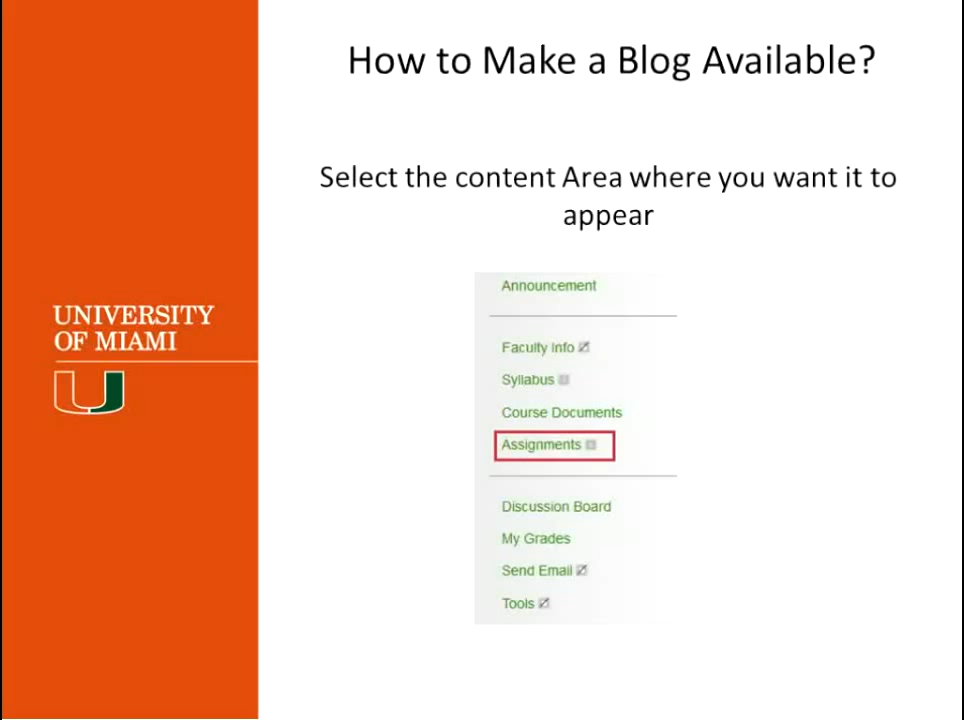 How to Make a Blog Available?
Select the content Area where you want it to
appear
UNIVERSITY
OF MIAMI
Announcement
Faculty Info
Syllabus
Course Documents
Assignments
Discussion Board
My Grades
Send Email
Tools